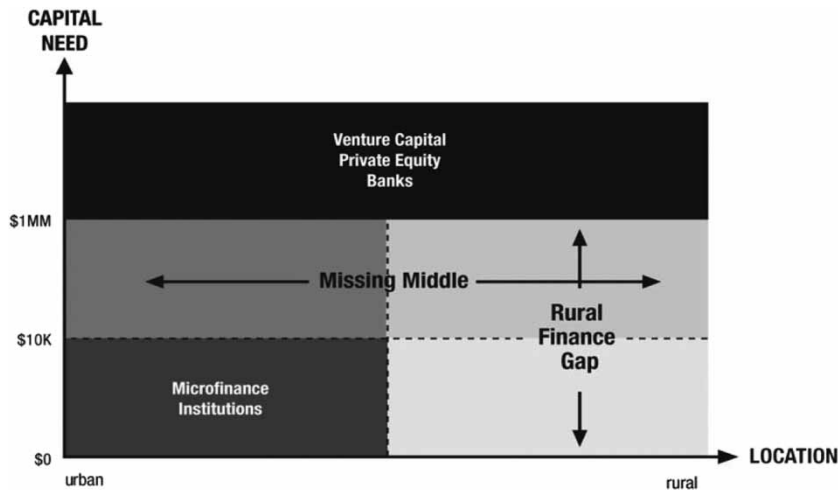 CAPITAL
NEED
Venture Capital
Private Equity
Banks
$1MM
Missing Middle
Rural
Finance
Gap
$10K
Microfinance
Institutions
$0
LOCATION
urban
rural